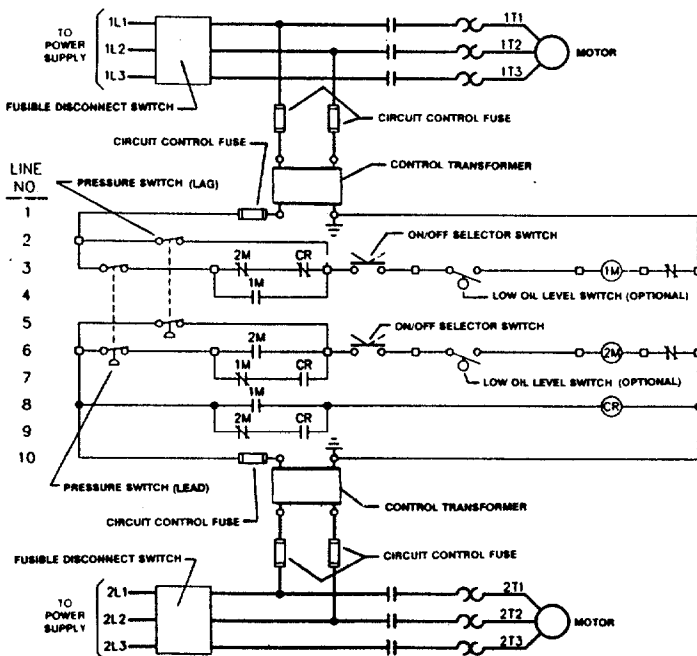 1L1
1T1
TO
POWER
SUPPLY
1L2
1T2
MOTOR
1L3
1T3
FUSIBLE DISCONNECT SWITCH
CIRCUIT CONTROL FUSE
CIRCUIT CONTROL FUSE
CONTROL TRANSFORMER
LINE
NO.
PRESSURE SWITCH (LAG)
1
2
ON/OFF SELECTOR SWITCH
2M CR
3
1M
1M
4
LOW OIL LEVEL SWITCH (OPTIONAL)
5
ON/OFF SELECTOR SWITCH
2M
6
2M
1M CR
7
LOW OIL LEVEL SWITCH (OPTIONAL)
1M
8
CR
2M CR
9
10
PRESSURE SWITCH (LEAD)
CONTROL TRANSFORMER
CIRCUIT CONTROL FUSE
FUSIBLE DISCONNECT SWITCH
CIRCUIT CONTROL FUSE
2L1
2T1
TO
POWER
SUPPLY
2L2
2T2
MOTOR
2L3
2T3